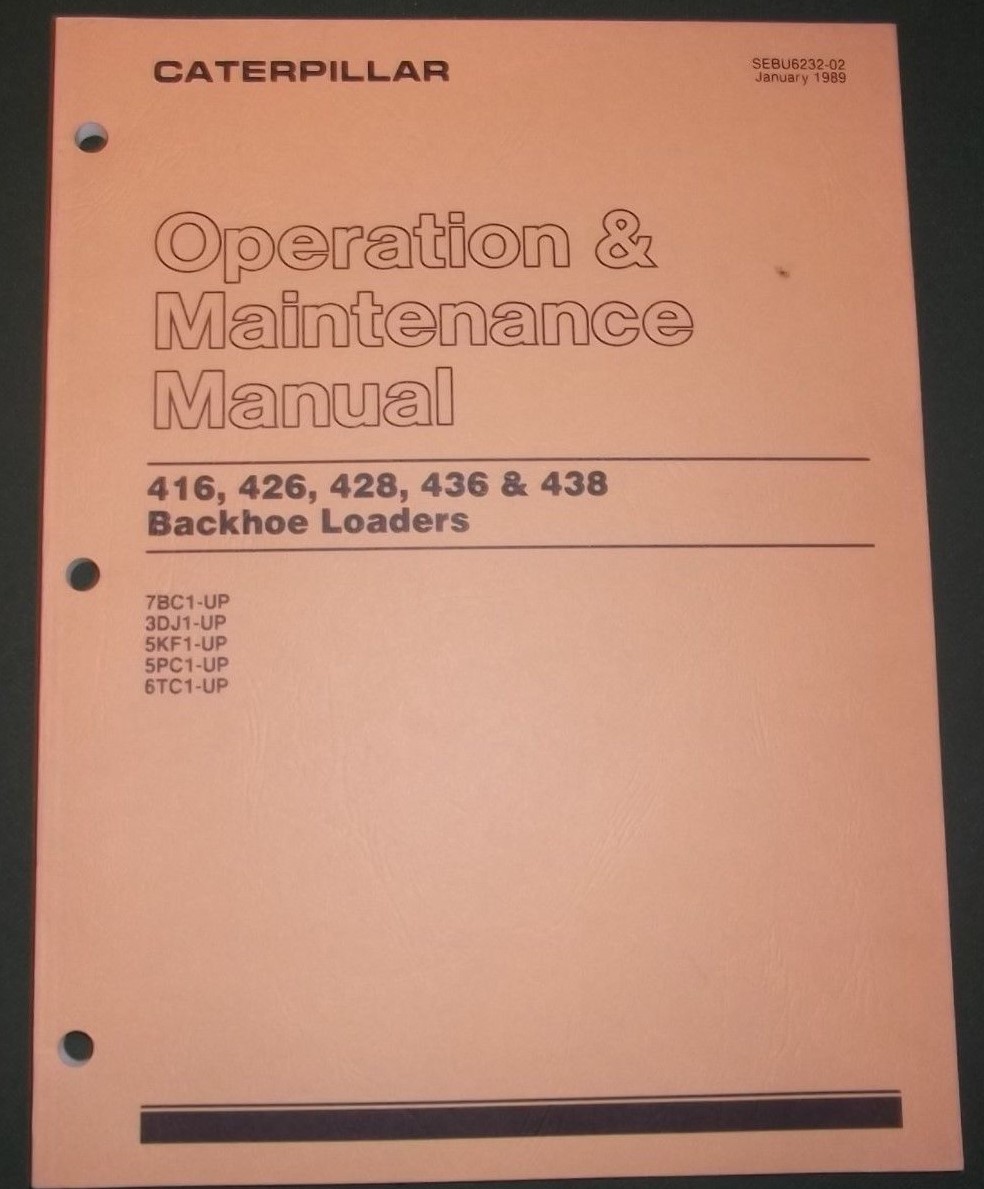 CATERPILLAR
SEBU6232-02
January 1989
Operation &
Maintenance
Manual
416, 426, 428, 436 & 438
Backhoe Loaders
7BC1-UP
3DJ1-UP
5KF1-UP
5PC1-UP
6TC1-UP